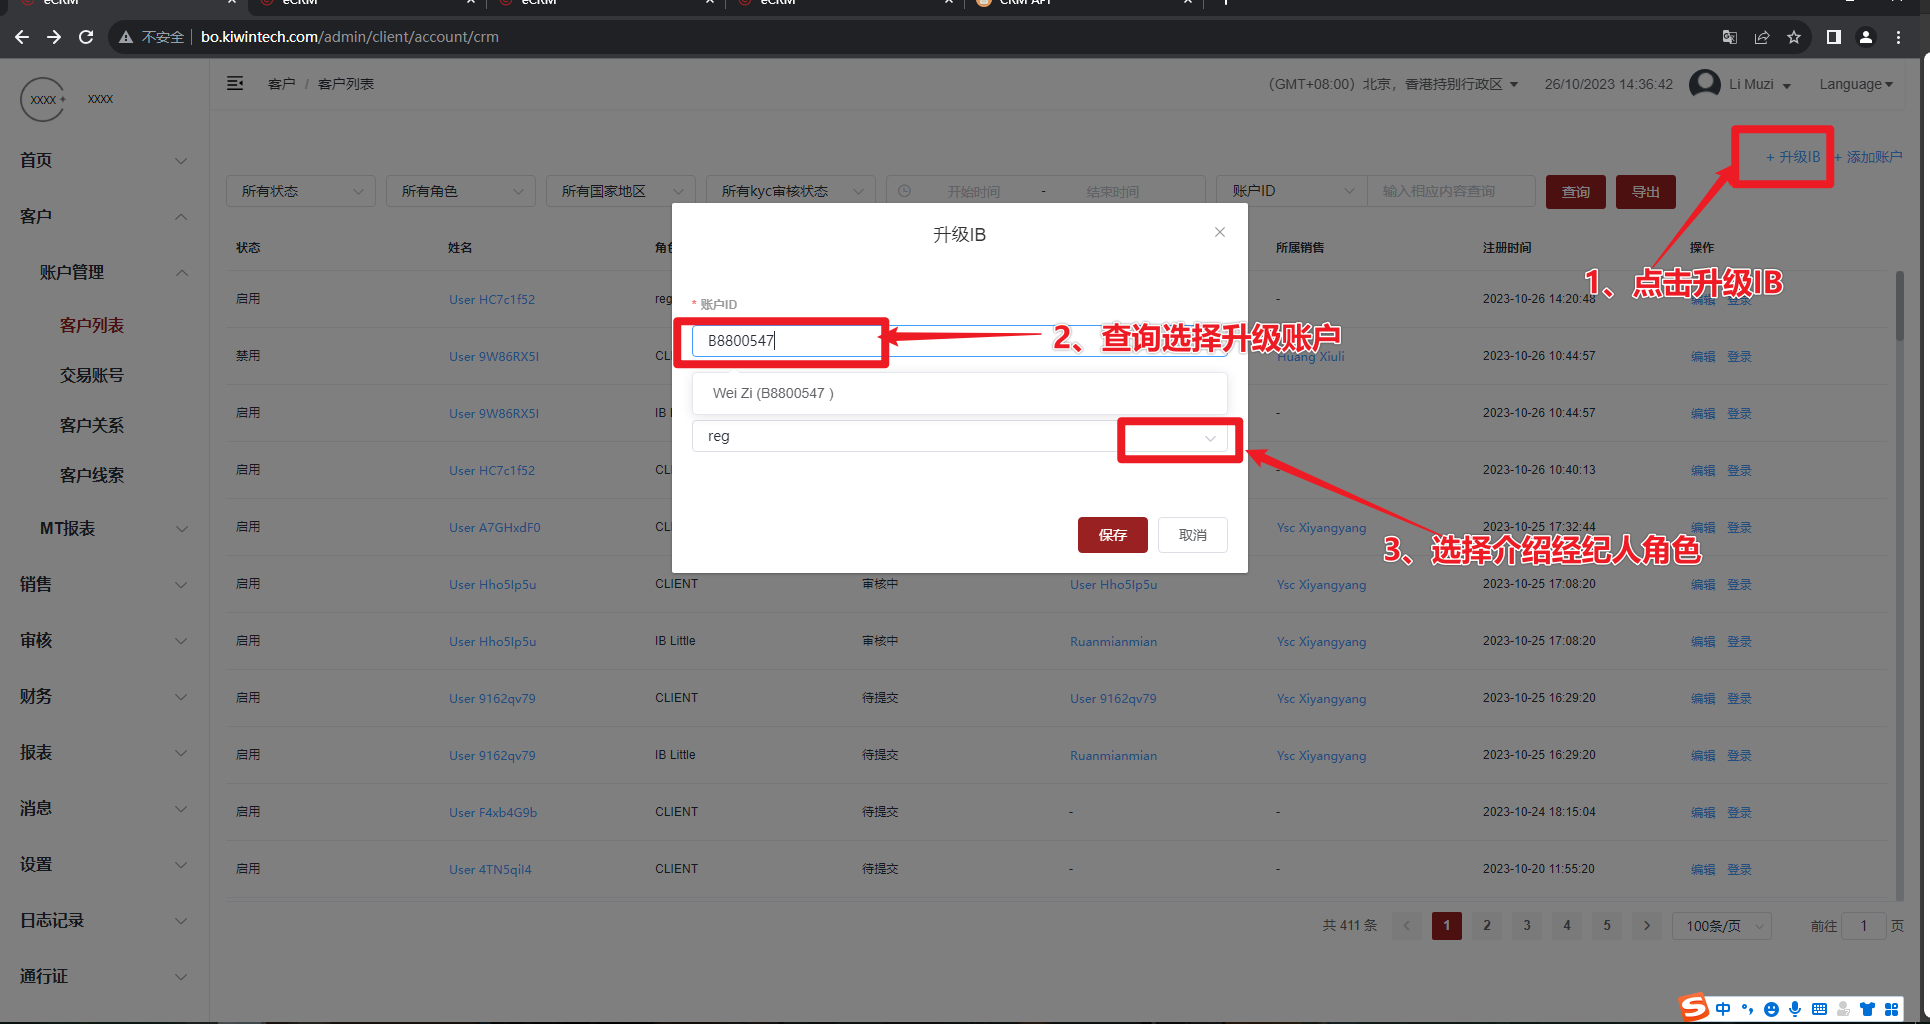 eCRM
eCRM
eCRM
eCRM
CRM API
不安全 bo.kiwintech.com/admin/client/account/crm
XXXX XXXX
客户 / 客户列表
(GMT+08:00) 北京，香港持别行政区 26/10/2023 14:36:42 Li Muzi Language
首页
客户
账户管理
客户列表
交易账号
客户关系
客户线索
MT报表
销售
审核
财务
报表
消息
设置
日志记录
通行证
+ 升级IB + 添加账户
所有状态 所有角色 所有国家地区 所有kyc审核状态 开始时间 - 结束时间 账户ID 输入相应内容查询 查询 导出
状态 姓名 所属销售 注册时间 操作
启用 User HC7c1f52 reg - 2023-10-26 14:20:48 编辑 登录
禁用 User 9W86RX5I CL Huang Xiuli 2023-10-26 10:44:57 编辑 登录
启用 User 9W86RX5I IB - 2023-10-26 10:44:57 编辑 登录
启用 User HC7c1f52 CL - 2023-10-26 10:40:13 编辑 登录
启用 User A7GHxdF0 CL Ysc Xiyangyang 2023-10-25 17:32:44 编辑 登录
启用 User Hho5Ip5u CLIENT 审核中 User Hho5Ip5u Ysc Xiyangyang 2023-10-25 17:08:20 编辑 登录
启用 User Hho5Ip5u IB Little 审核中 Ruanmianmian Ysc Xiyangyang 2023-10-25 17:08:20 编辑 登录
启用 User 9162qv79 CLIENT 待提交 User 9162qv79 Ysc Xiyangyang 2023-10-25 16:29:20 编辑 登录
启用 User 9162qv79 IB Little 待提交 Ruanmianmian Ysc Xiyangyang 2023-10-25 16:29:20 编辑 登录
启用 User F4xb4G9b CLIENT 待提交 - - 2023-10-24 18:15:04 编辑 登录
启用 User 4TN5qiI4 CLIENT 待提交 - - 2023-10-20 11:55:20 编辑 登录
共 411 条 1 2 3 4 5 100条/页 前往 1 页
升级IB
* 账户ID
B8800547
Wei Zi (B8800547 )
reg
保存 取消
1、点击升级IB
2、查询选择升级账户
3、选择介绍经纪人角色
中